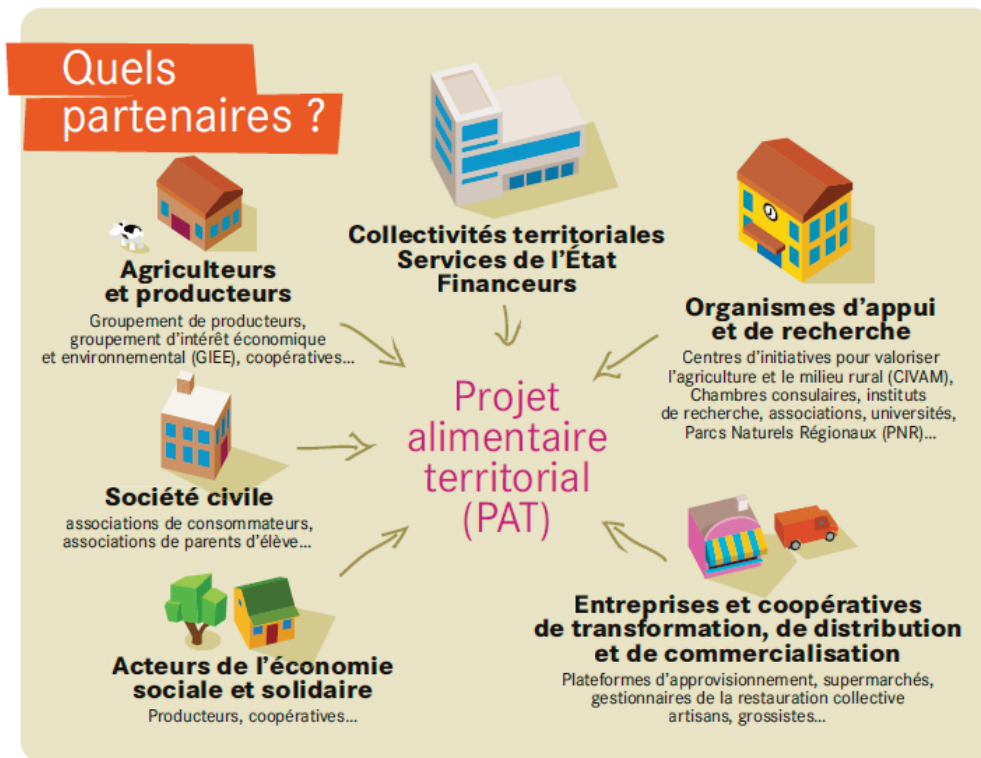 Quels
partenaires ?
Agriculteurs
et producteurs
Groupement de producteurs,
groupement d'intérêt économique
et environnemental (GIEE), coopératives...
Collectivités territoriales
Services de l'État
Financeurs
Organismes d'appui
et de recherche
Centres d'initiatives pour valoriser
l'agriculture et le milieu rural (CIVAM),
Chambres consulaires, instituts
de recherche, associations, universités,
Parcs Naturels Régionaux (PNR)...
Projet
alimentaire
territorial
(PAT)
Société civile
associations de consommateurs,
associations de parents d'élève...
Acteurs de l'économie
sociale et solidaire
Producteurs, coopératives...
Entreprises et coopératives
de transformation, de distribution
et de commercialisation
Plateformes d'approvisionnement, supermarchés,
gestionnaires de la restauration collective
artisans, grossistes...